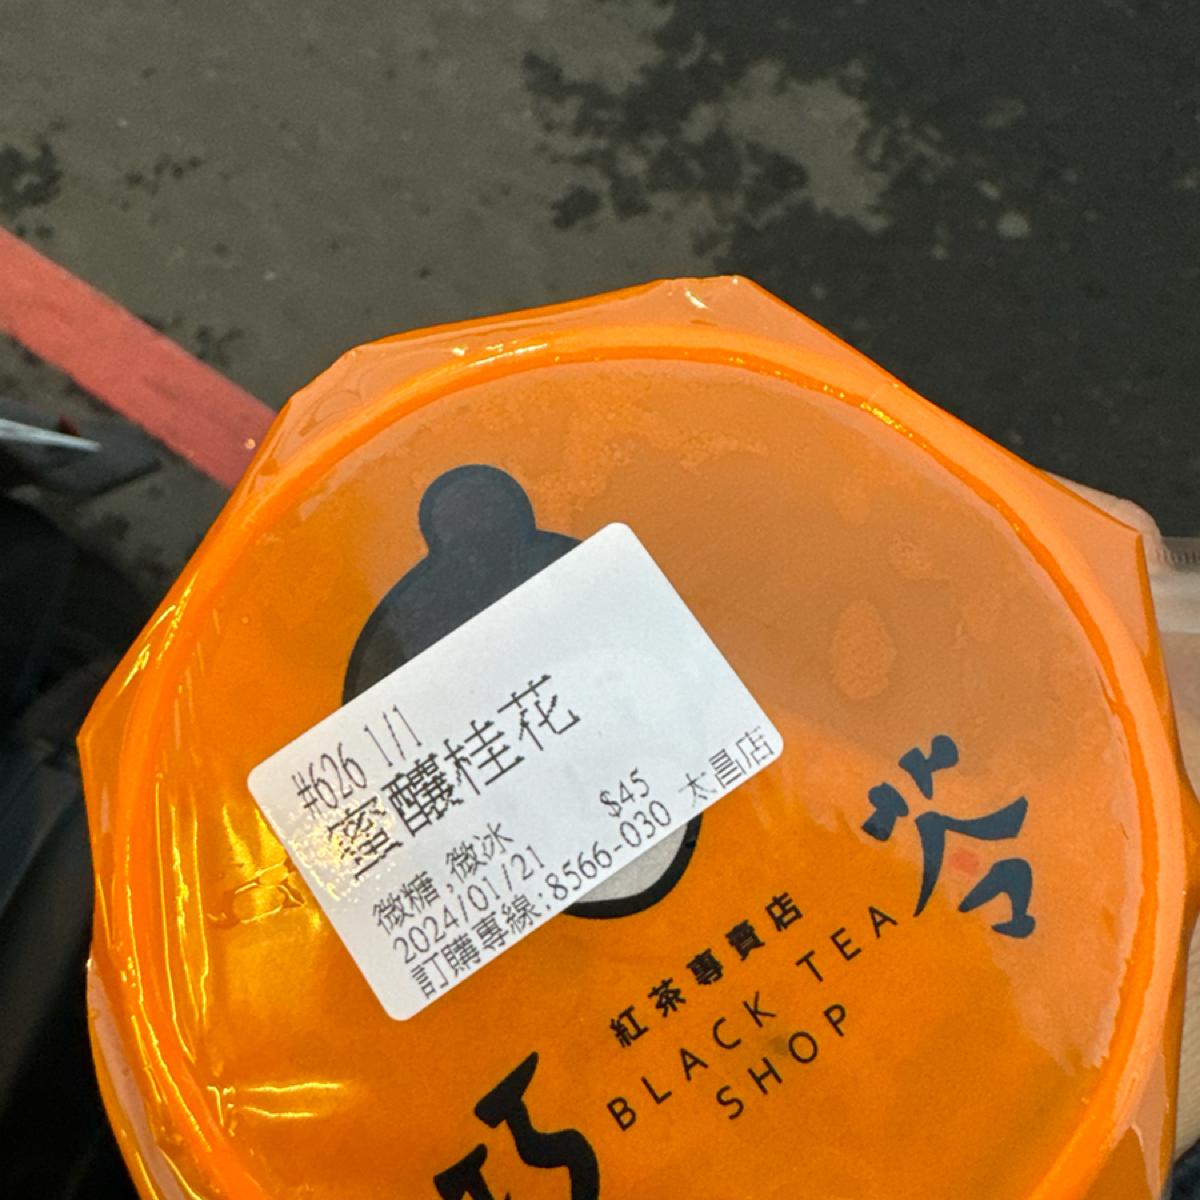 #626 1/1
蜜釀桂花
$45
微糖,微冰
2024/01/21 太昌店
訂購專線:8566-030
紅茶專賣店
BLACK TEA
SHOP
巧